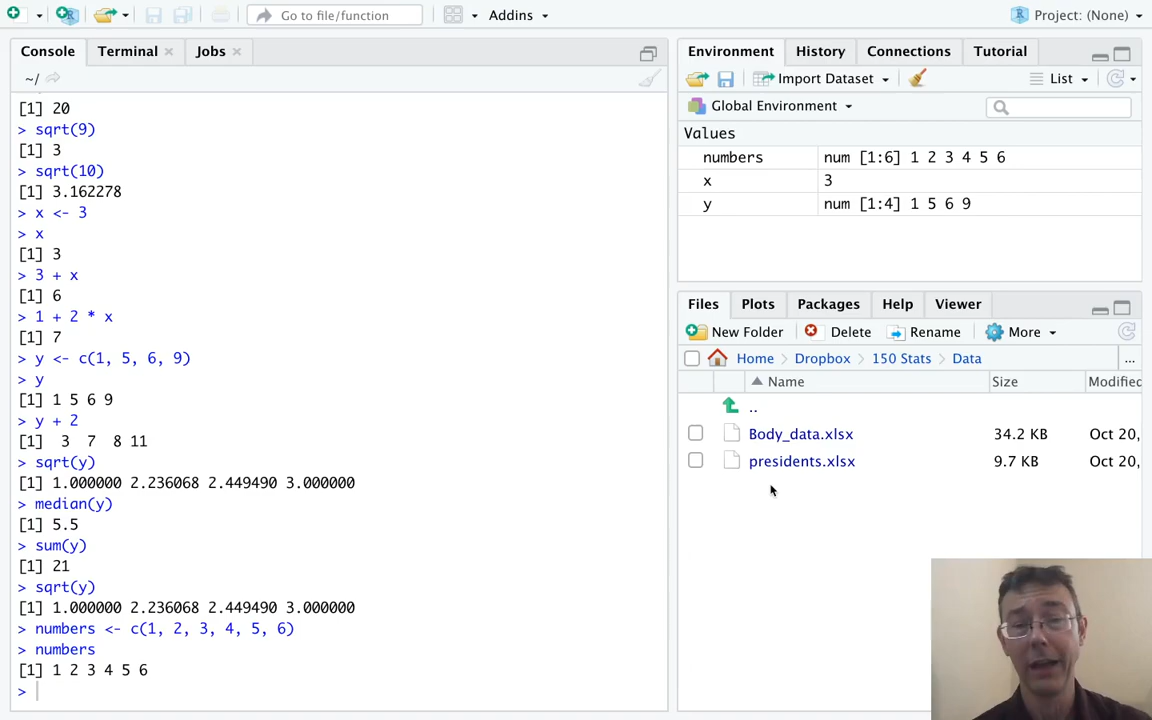 Go to file/function
Addins
Project: (None)
Console
Terminal
Jobs
~/
[1] 20
> sqrt(9)
[1] 3
> sqrt(10)
[1] 3.162278
> x <- 3
> x
[1] 3
> 3 + x
[1] 6
> 1 + 2 * x
[1] 7
> y <- c(1, 5, 6, 9)
> y
[1] 1 5 6 9
> y + 2
[1]  3  7  8 11
> sqrt(y)
[1] 1.000000 2.236068 2.449490 3.000000
> median(y)
[1] 5.5
> sum(y)
[1] 21
> sqrt(y)
[1] 1.000000 2.236068 2.449490 3.000000
> numbers <- c(1, 2, 3, 4, 5, 6)
> numbers
[1] 1 2 3 4 5 6
>
Environment
History
Connections
Tutorial
Import Dataset
List
Global Environment
Values
numbers num [1:6] 1 2 3 4 5 6
x 3
y num [1:4] 1 5 6 9
Files
Plots
Packages
Help
Viewer
New Folder
Delete
Rename
More
Home
Dropbox
150 Stats
Data
...
Name
Size
Modified
..
Body_data.xlsx 34.2 KB Oct 20,
presidents.xlsx 9.7 KB Oct 20,